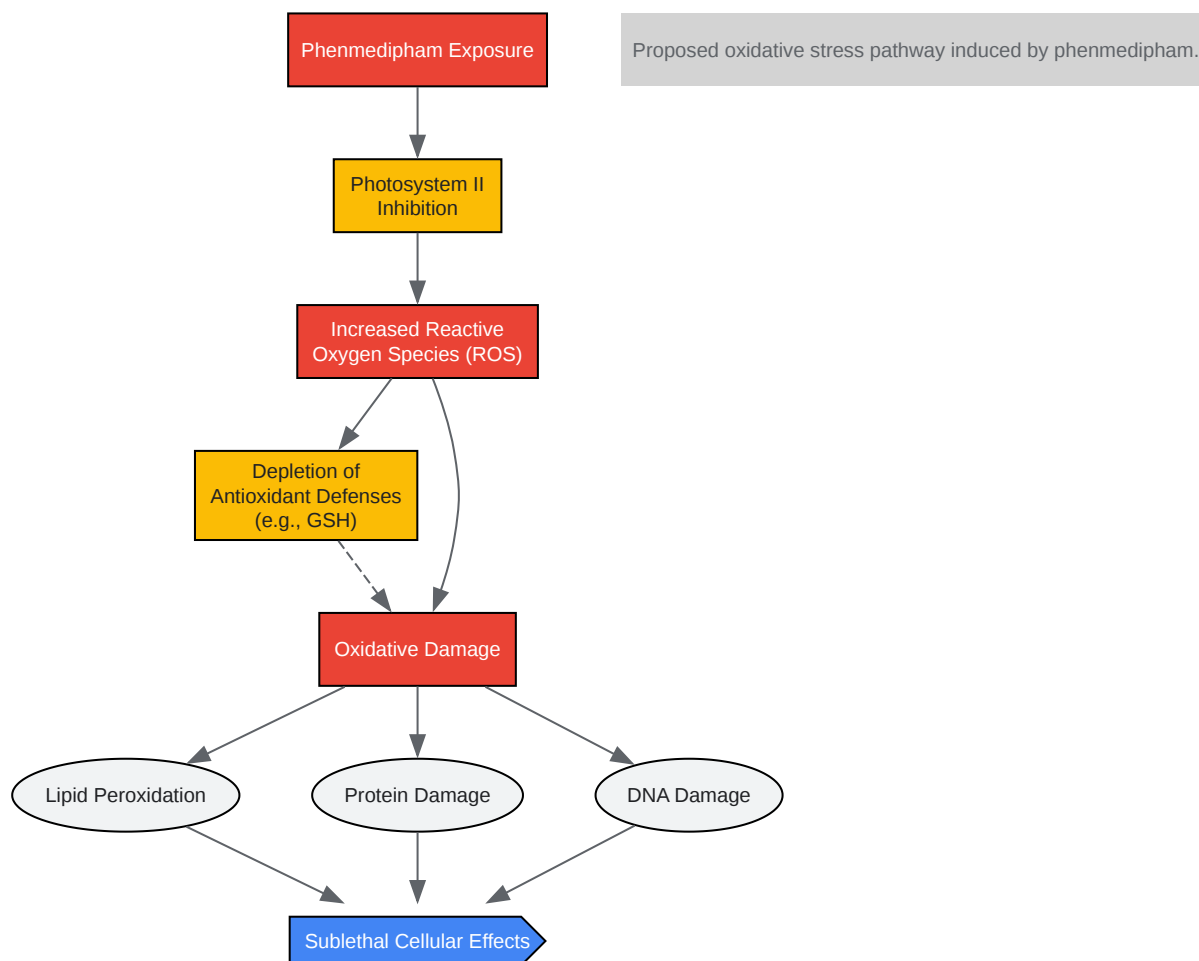 Phenmedipham Exposure
Proposed oxidative stress pathway induced by phenmedipham.
Photosystem II
Inhibition
Increased Reactive
Oxygen Species (ROS)
Depletion of
Antioxidant Defenses
(e.g., GSH)
Oxidative Damage
Lipid Peroxidation
Protein Damage
DNA Damage
Sublethal Cellular Effects